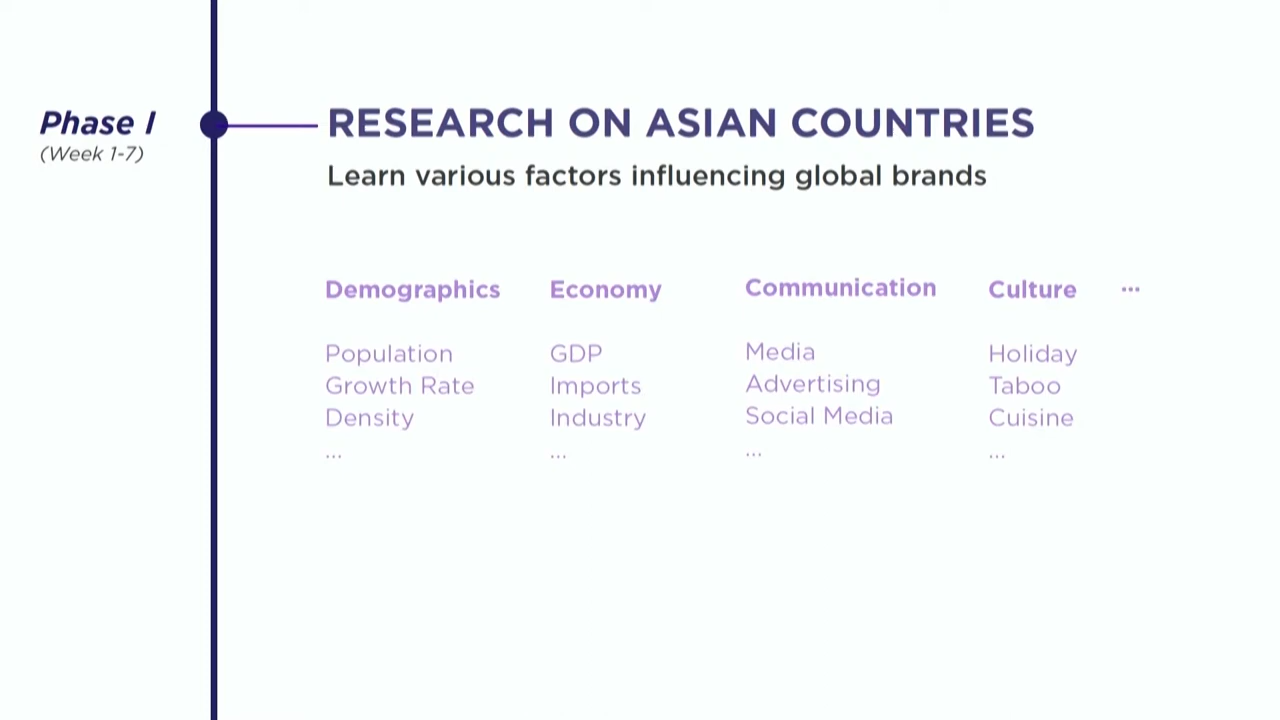 Phase I
(Week 1-7)
RESEARCH ON ASIAN COUNTRIES
Learn various factors influencing global brands
Demographics
Population
Growth Rate
Density
...
Economy
GDP
Imports
Industry
...
Communication
Media
Advertising
Social Media
...
Culture
Holiday
Taboo
Cuisine
...
...